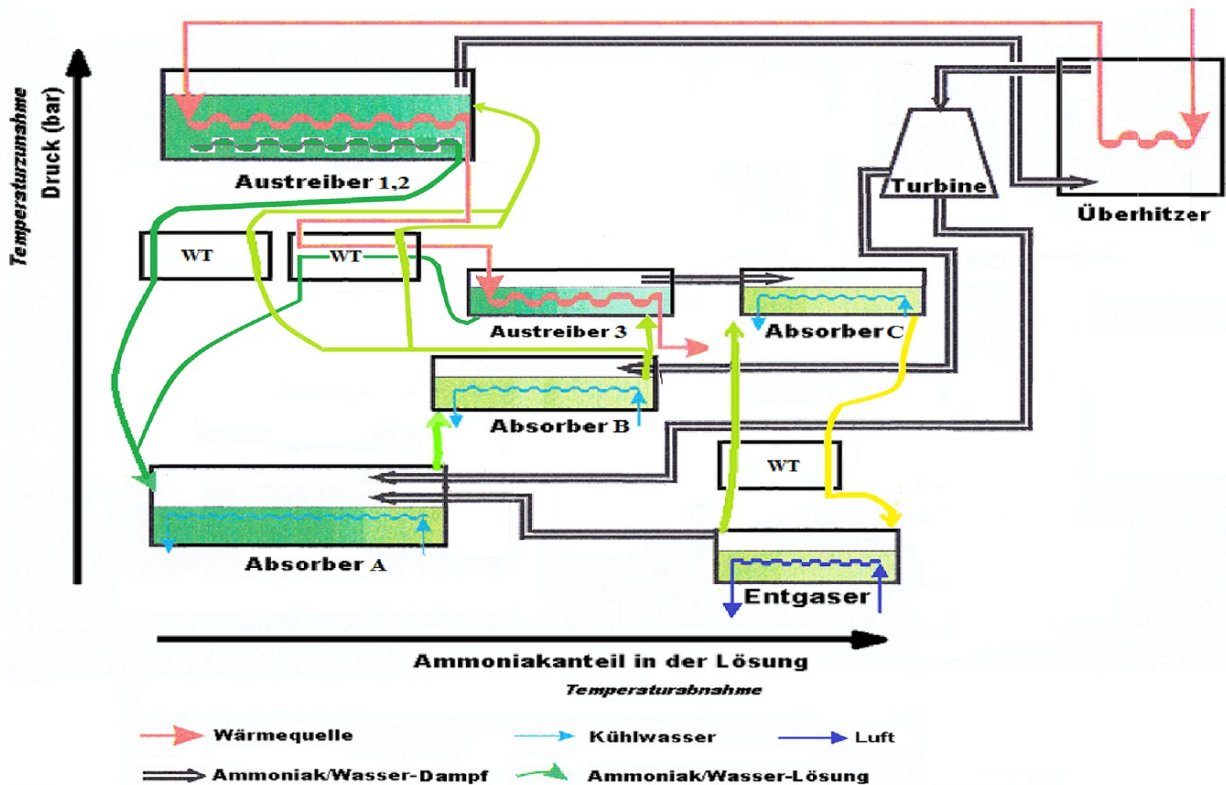 Temperaturzunahme
Druck (bar)
Austreiber 1,2
Turbine
Überhitzer
WT
WT
Austreiber 3
Absorber C
Absorber B
WT
Absorber A
Entgaser
Ammoniakanteil in der Lösung
Temperaturabnahme
Wärmequelle
Kühlwasser
Luft
Ammoniak/Wasser-Dampf
Ammoniak/Wasser-Lösung